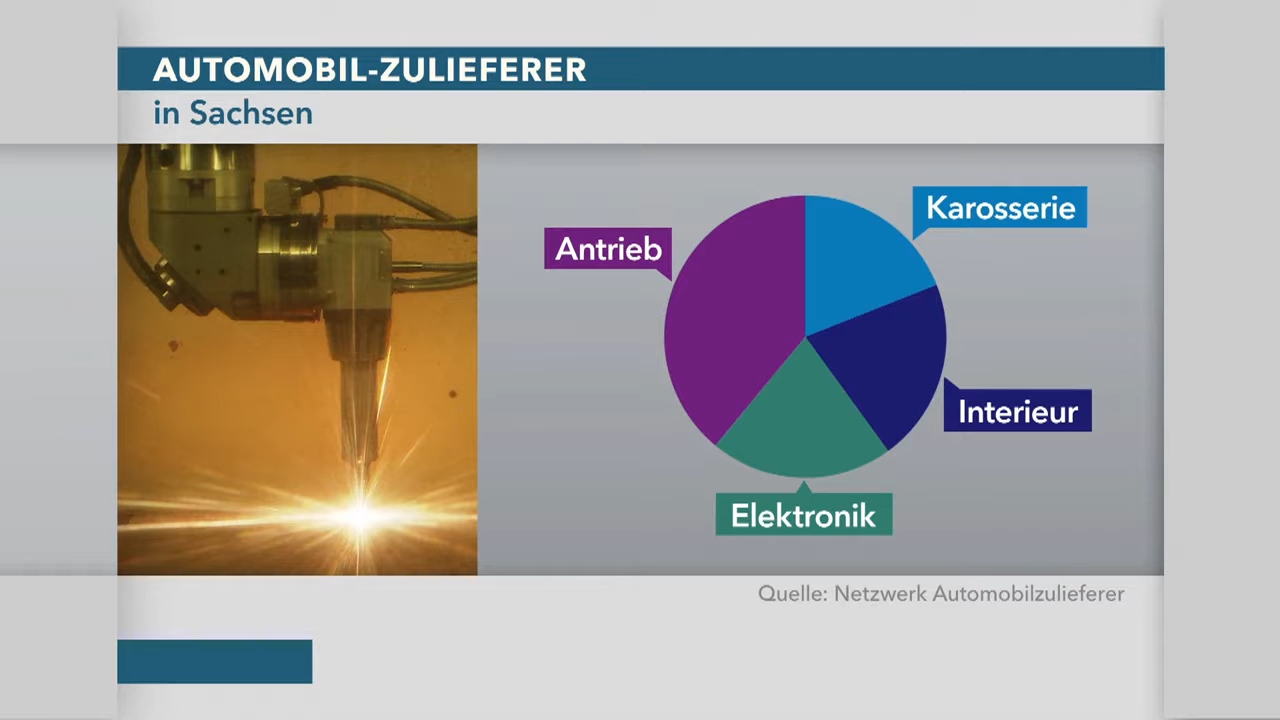 AUTOMOBIL-ZULIEFERER
in Sachsen
Karosserie
Antrieb
Interieur
Elektronik
Quelle: Netzwerk Automobilzulieferer